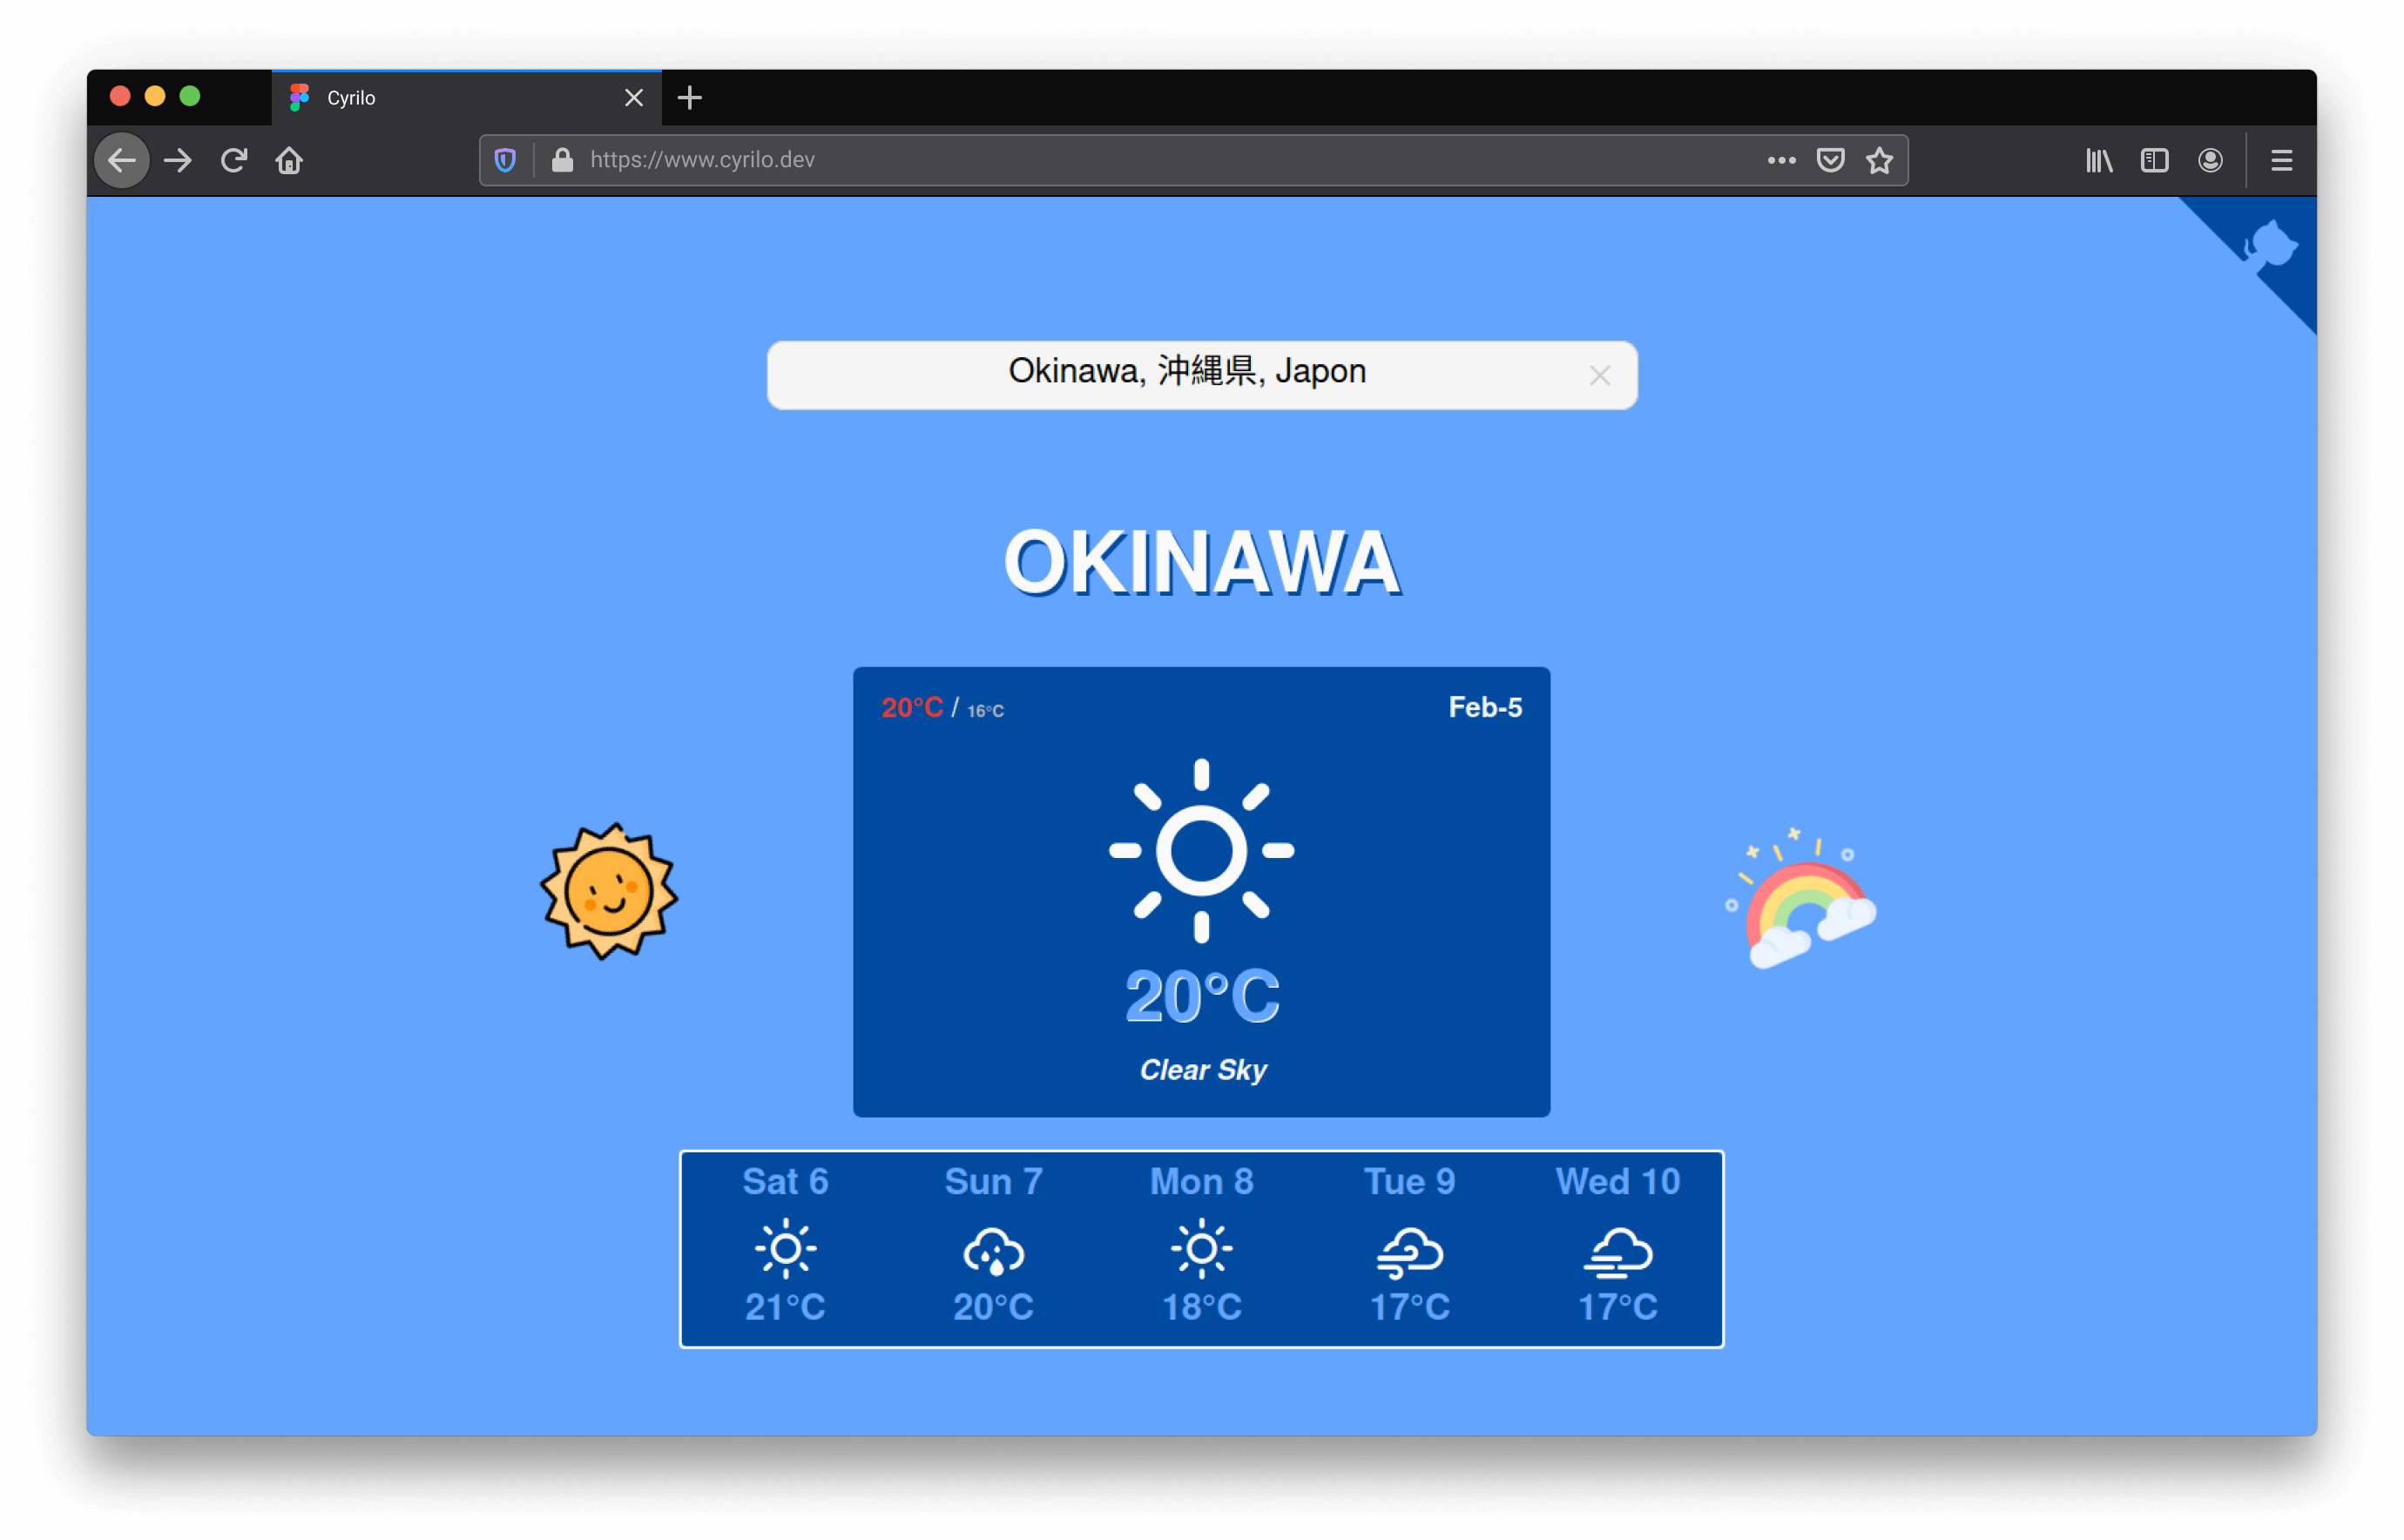 Cyrilo
https://www.cyrilo.dev
Okinawa, 沖縄県, Japon
OKINAWA
20°C / 16°C
Feb-5
20°C
Clear Sky
Sat 6
Sun 7
Mon 8
Tue 9
Wed 10
21°C
20°C
18°C
17°C
17°C